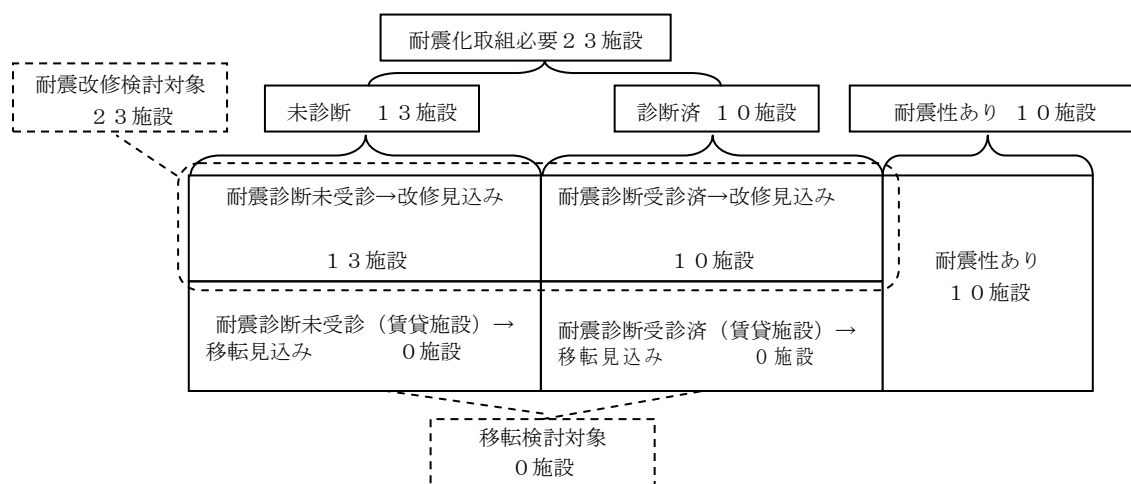 耐震化取組必要２３施設
耐震改修検討対象
２３施設
未診断　１３施設
診断済　１０施設
耐震性あり　１０施設
耐震診断未受診→改修見込み
１３施設
耐震診断受診済→改修見込み
１０施設
耐震性あり
１０施設
耐震診断未受診（賃貸施設）→
移転見込み　　　　０施設
耐震診断受診済（賃貸施設）→
移転見込み　　　　０施設
移転検討対象
０施設